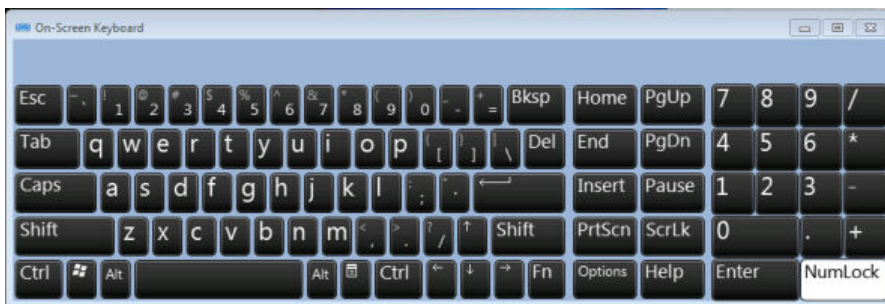 On-Screen Keyboard
Esc ~ ` ! 1 @ 2 # 3 $ 4 % 5 ^ 6 & 7 * 8 ( 9 ) 0 _ - + = Bksp Home PgUp 7 8 9 /
Tab q w e r t y u i o p { [ } ] | \ Del End PgDn 4 5 6 *
Caps a s d f g h j k l : ; " ' Insert Pause 1 2 3 -
Shift z x c v b n m < , > . ? / ↑ Shift PrtScn ScrLk 0 . +
Ctrl Alt Alt Ctrl ← ↓ → Fn Options Help Enter NumLock